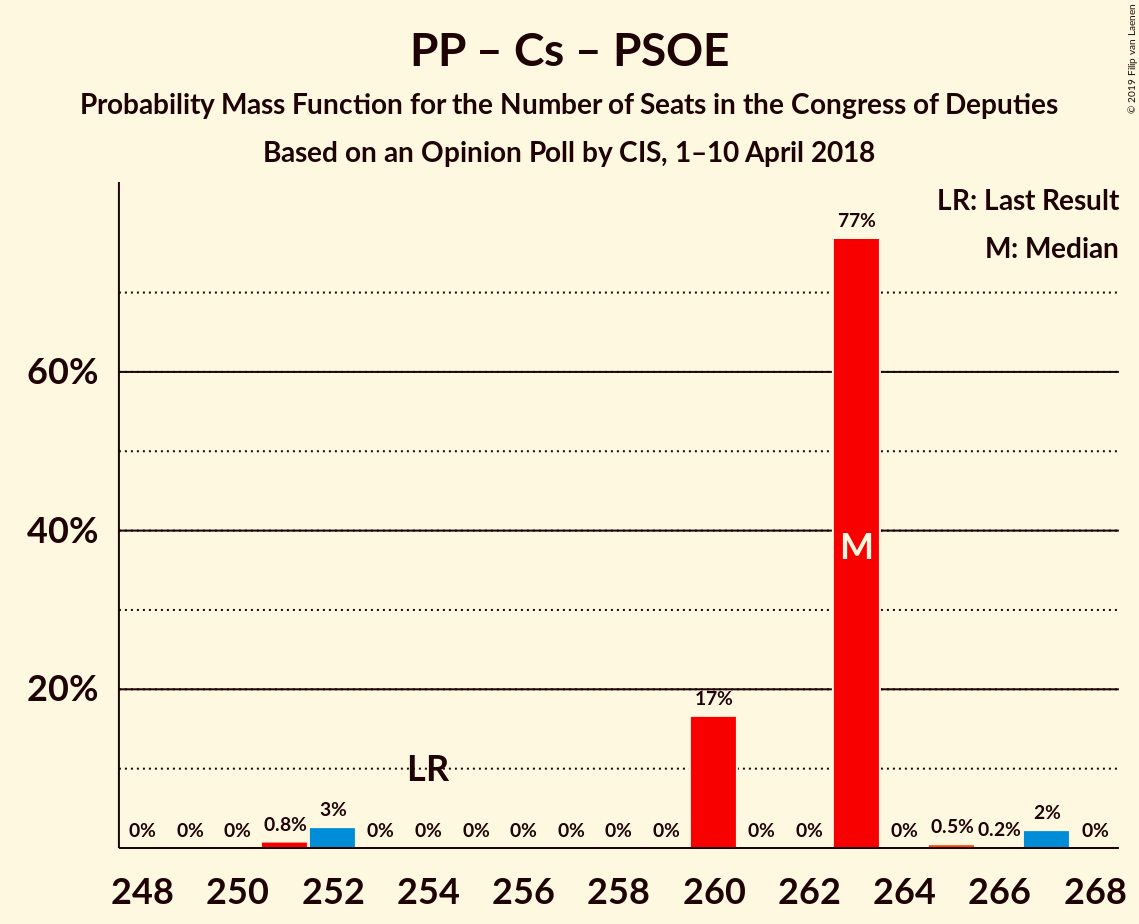 PP – Cs – PSOE
Probability Mass Function for the Number of Seats in the Congress of Deputies
Based on an Opinion Poll by CIS, 1–10 April 2018
© 2019 Filip van Laenen
LR: Last Result
M: Median
77%
60%
40%
M
20%
17%
LR
0% 0% 0% 0.8% 3% 0% 0% 0% 0% 0% 0% 0% 0% 0% 0% 0.5% 0.2% 2% 0%
248 250 252 254 256 258 260 262 264 266 268